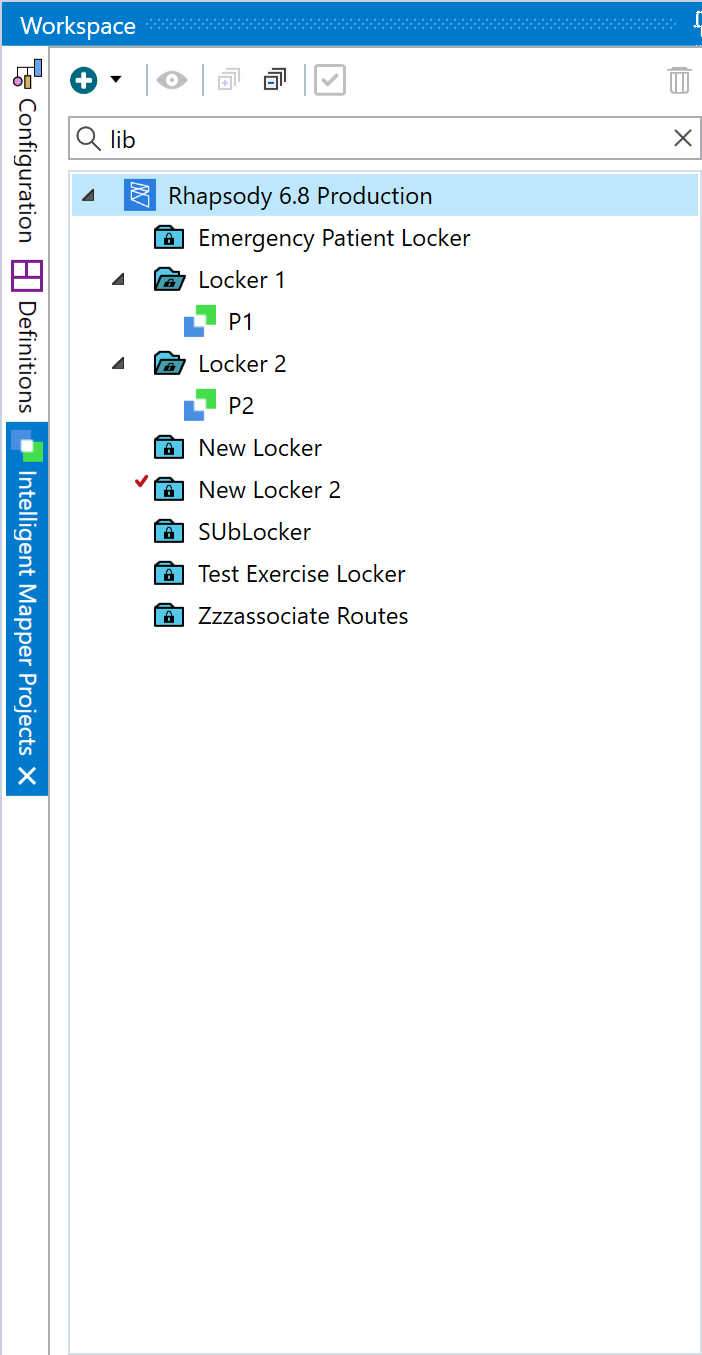 Workspace
Configuration
Definitions
Intelligent Mapper Projects
lib
Rhapsody 6.8 Production
Emergency Patient Locker
Locker 1
P1
Locker 2
P2
New Locker
New Locker 2
SUbLocker
Test Exercise Locker
Zzzassociate Routes